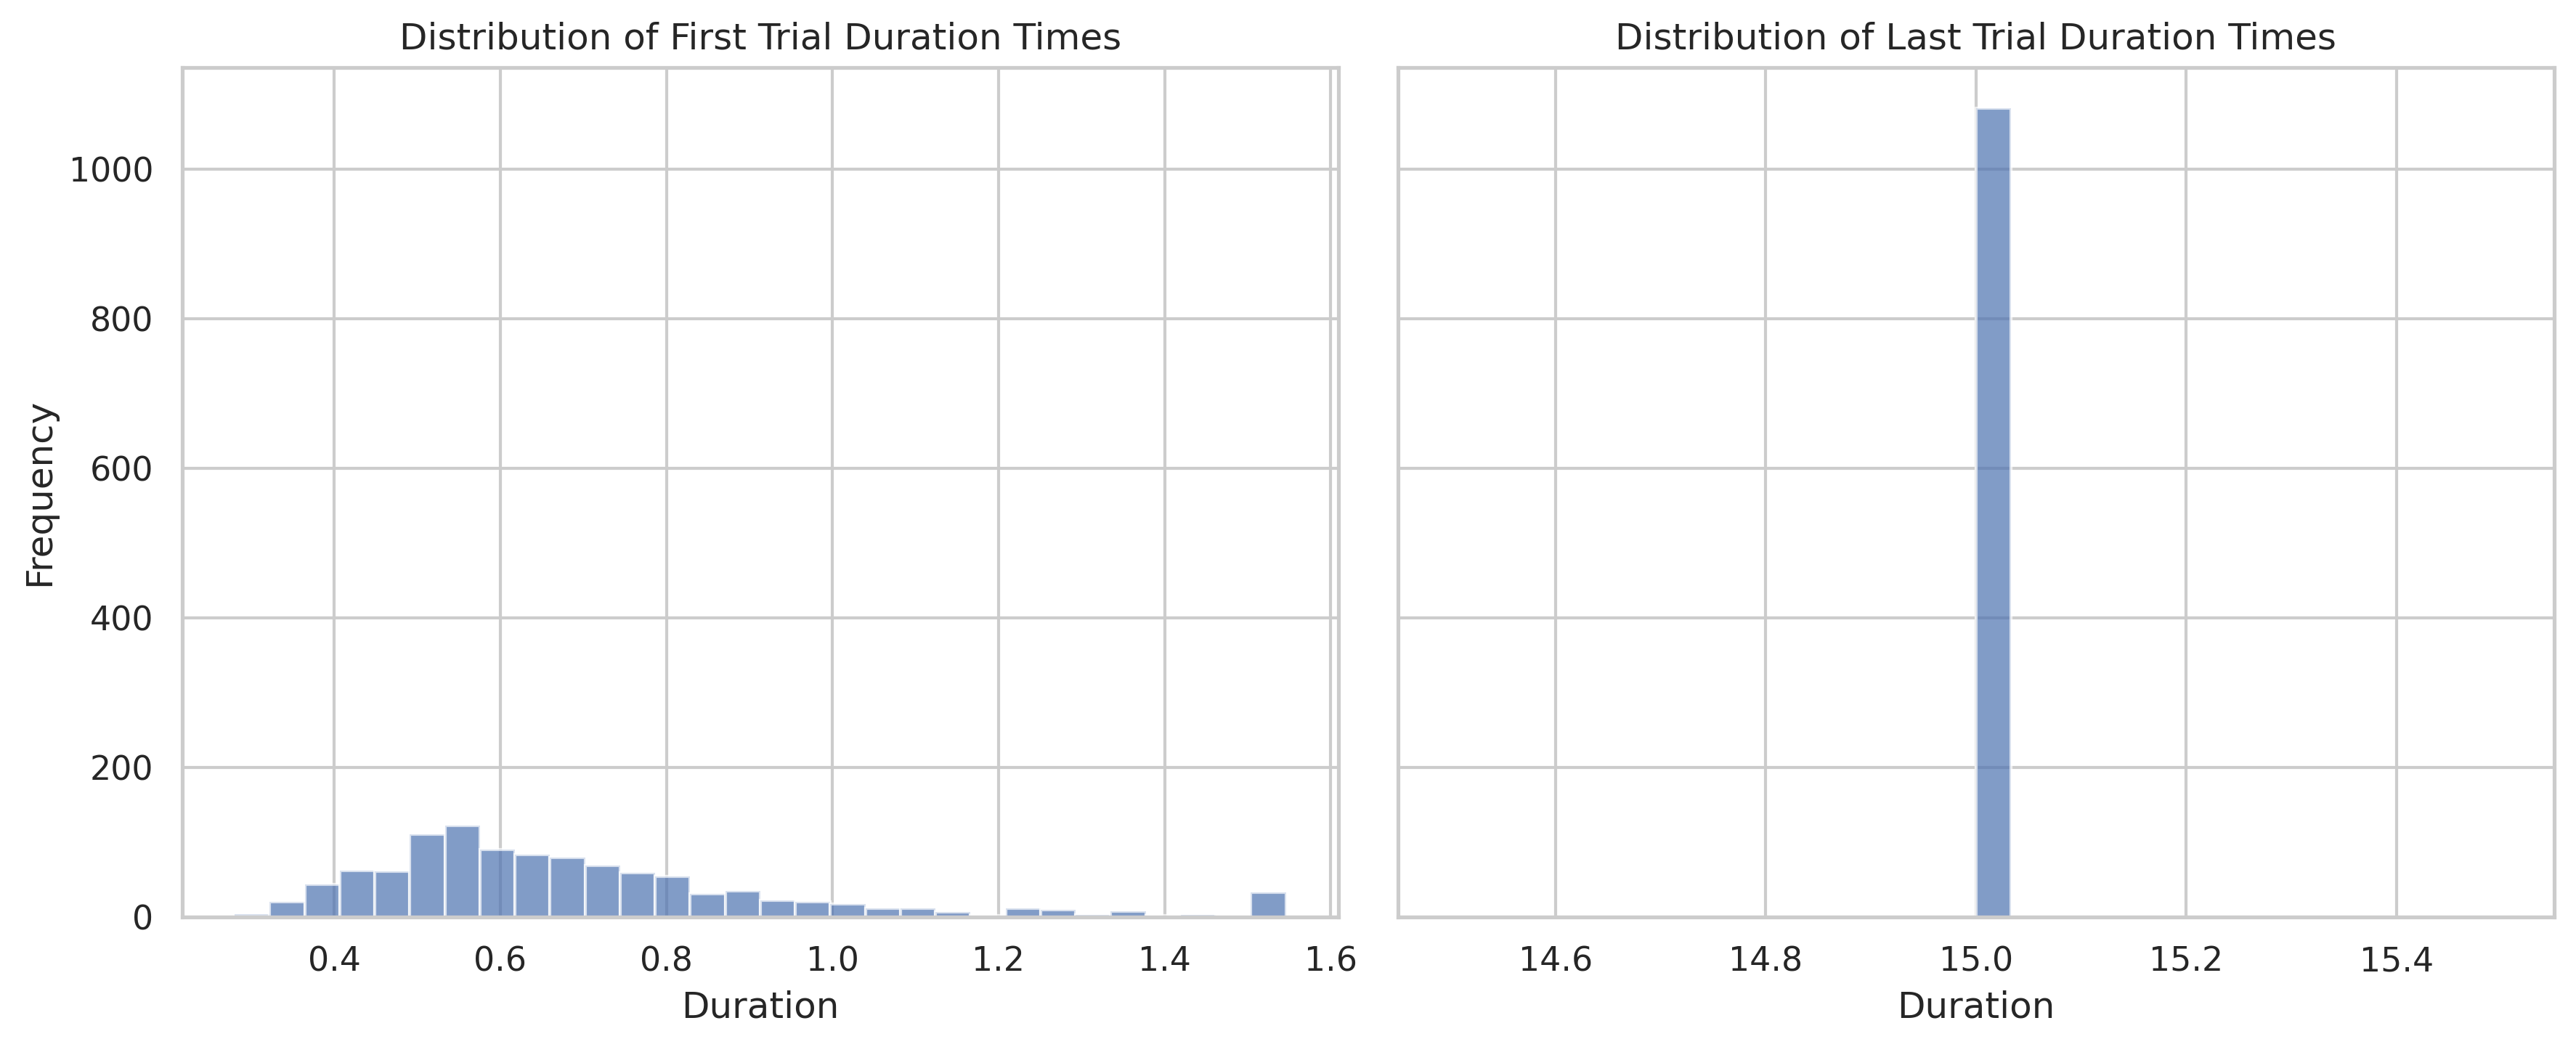 Distribution of First Trial Duration Times
Distribution of Last Trial Duration Times
Frequency
1000
800
600
400
200
0
0.4 0.6 0.8 1.0 1.2 1.4 1.6
14.6 14.8 15.0 15.2 15.4
Duration
Duration